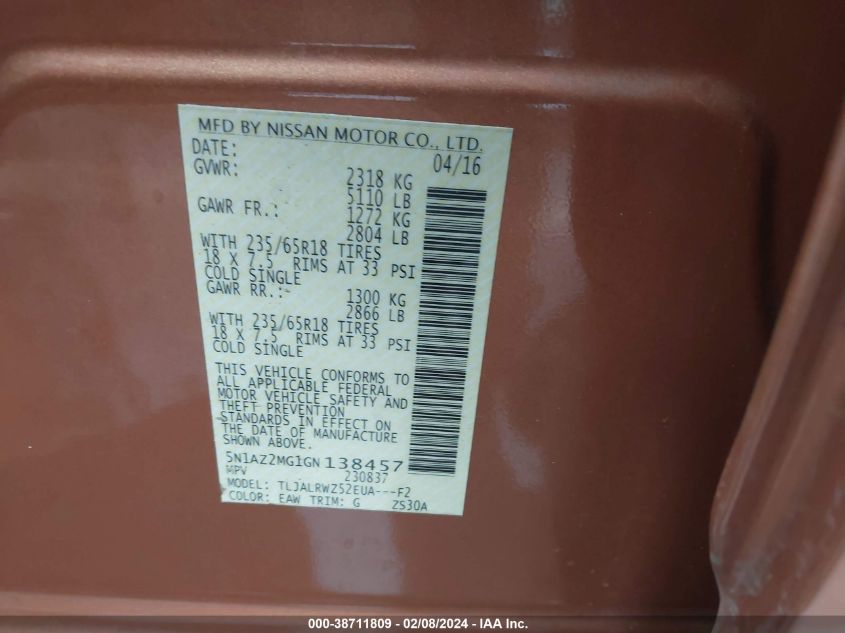 MFD BY NISSAN MOTOR CO., LTD.
DATE: 04/16
GVWR: 2318 KG
5110 LB
GAWR FR.: 1272 KG
2804 LB
WITH 235/65R18 TIRES
18 X 7.5 RIMS AT 33 PSI
COLD SINGLE
GAWR RR.: 1300 KG
2866 LB
WITH 235/65R18 TIRES
18 X 7.5 RIMS AT 33 PSI
COLD SINGLE
THIS VEHICLE CONFORMS TO
ALL APPLICABLE FEDERAL
MOTOR VEHICLE SAFETY AND
THEFT PREVENTION
STANDARDS IN EFFECT ON
THE DATE OF MANUFACTURE
SHOWN ABOVE.
5N1AZ2MG1GN138457
MPV 230837
MODEL: TLJALRWZ52EUA---F2
COLOR: EAW TRIM: G ZS30A
000-38711809 - 02/08/2024 - IAA Inc.